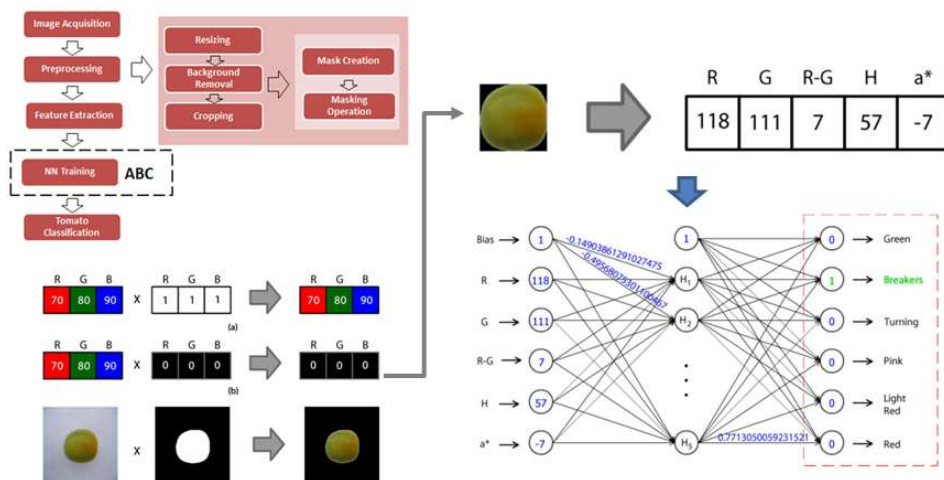 Image Acquisition
Preprocessing
Feature Extraction
NN Training
ABC
Tomato
Classification
Resizing
Background
Removal
Cropping
Mask Creation
Masking
Operation
R G B
70 80 90
X
R G B
1 1 1
R G B
70 80 90
(a)
R G B
70 80 90
X
R G B
0 0 0
R G B
0 0 0
(b)
X
R G R-G H a*
118 111 7 57 -7
Bias 1
R 118
G 111
R-G 7
H 57
a* -7
-0.14903861291027475
-0.49568075301100467
1
H1
H2
H5
0.7713050059231521
0 Green
1 Breakers
0 Turning
0 Pink
0 Light
Red
0 Red